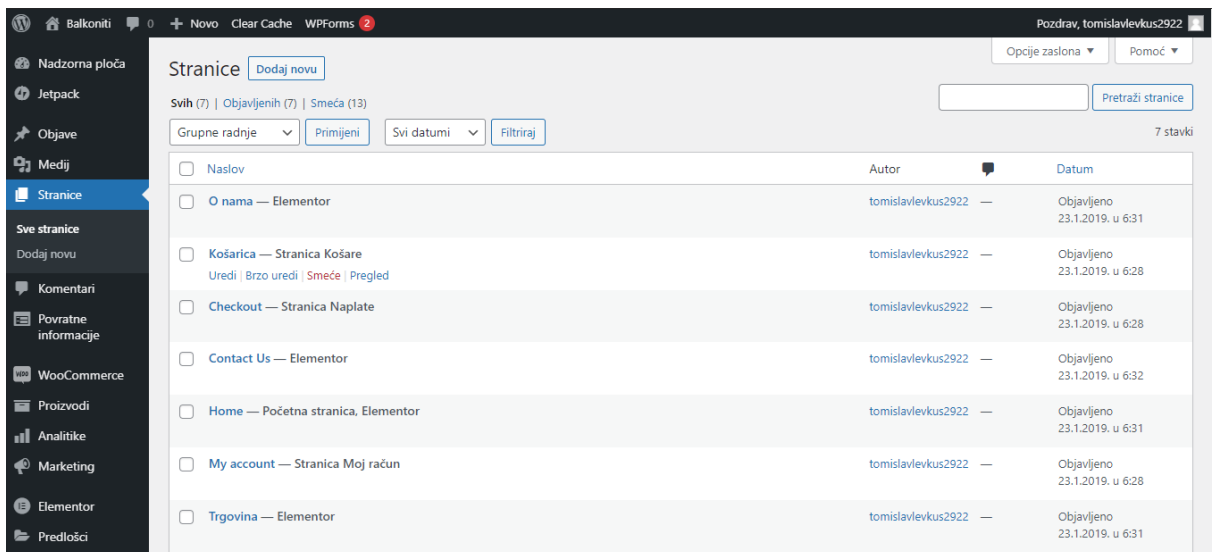 Balkoniti 0 Novo Clear Cache WPForms 2 Pozdrav, tomislavlevkus2922
Opcije zaslona Pomoć
Nadzorna ploča
Jetpack
Objave
Medij
Stranice
Sve stranice
Dodaj novu
Komentari
Povratne
informacije
WooCommerce
Proizvodi
Analitike
Marketing
Elementor
Predlošci
Stranice Dodaj novu
Svih (7) | Objavljenih (7) | Smeća (13)
Pretraži stranice
Grupne radnje Primijeni Svi datumi Filtriraj 7 stavki
Naslov Autor Datum
O nama — Elementor tomislavlevkus2922 — Objavljeno
23.1.2019. u 6:31
Košarica — Stranica Košare tomislavlevkus2922 — Objavljeno
Uredi | Brzo uredi | Smeće | Pregled 23.1.2019. u 6:28
Checkout — Stranica Naplate tomislavlevkus2922 — Objavljeno
23.1.2019. u 6:28
Contact Us — Elementor tomislavlevkus2922 — Objavljeno
23.1.2019. u 6:32
Home — Početna stranica, Elementor tomislavlevkus2922 — Objavljeno
23.1.2019. u 6:31
My account — Stranica Moj račun tomislavlevkus2922 — Objavljeno
23.1.2019. u 6:28
Trgovina — Elementor tomislavlevkus2922 — Objavljeno
23.1.2019. u 6:31